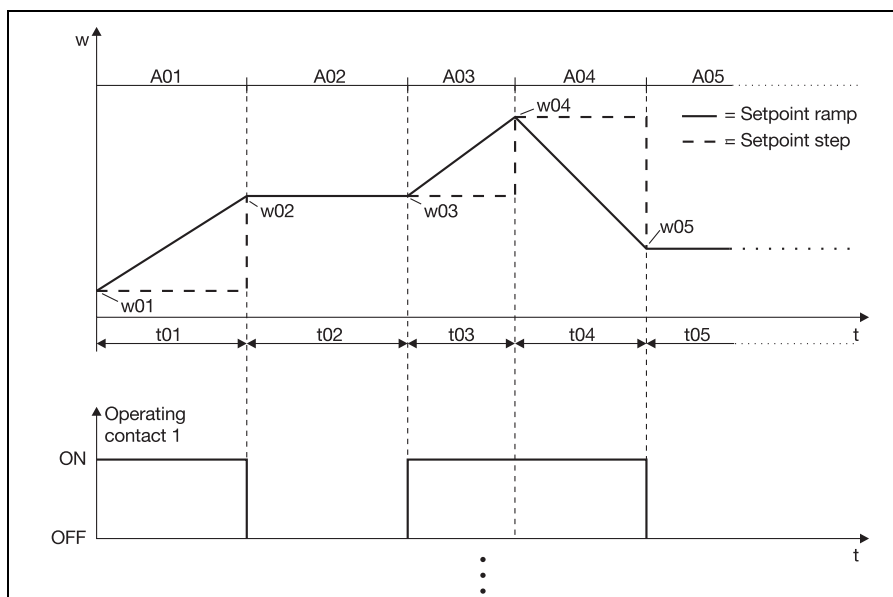 w
A01 A02 A03 A04 A05
w04
= Setpoint ramp
= Setpoint step
w02
w03
w05
w01
t
t01 t02 t03 t04 t05
Operating
contact 1
ON
OFF
t